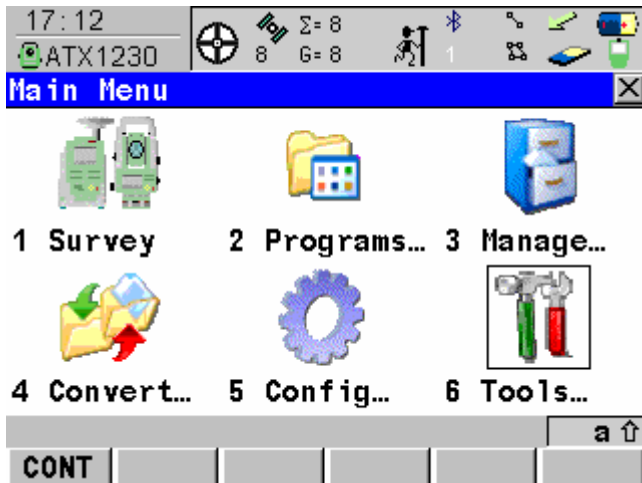 17:12
ATX1230
8
Σ= 8
G= 8
1
Main Menu
1 Survey
2 Programs…
3 Manage…
4 Convert…
5 Config…
6 Tools…
a ⇧
CONT